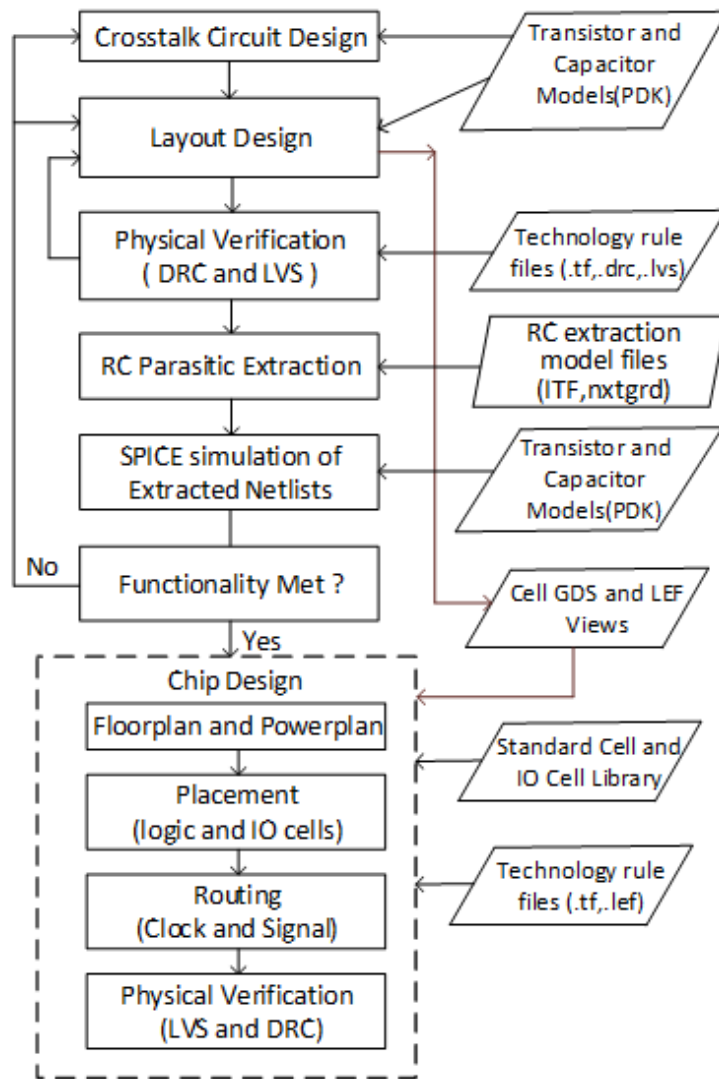 Crosstalk Circuit Design
Transistor and
Capacitor
Models(PDK)
Layout Design
Physical Verification
( DRC and LVS )
Technology rule
files (.tf,.drc,.lvs)
RC Parasitic Extraction
RC extraction
model files
(ITF,nxtgrd)
SPICE simulation of
Extracted Netlists
Transistor and
Capacitor
Models(PDK)
No
Functionality Met ?
Yes
Cell GDS and LEF
Views
Chip Design
Floorplan and Powerplan
Standard Cell and
IO Cell Library
Placement
(logic and IO cells)
Technology rule
files (.tf,.lef)
Routing
(Clock and Signal)
Physical Verification
(LVS and DRC)